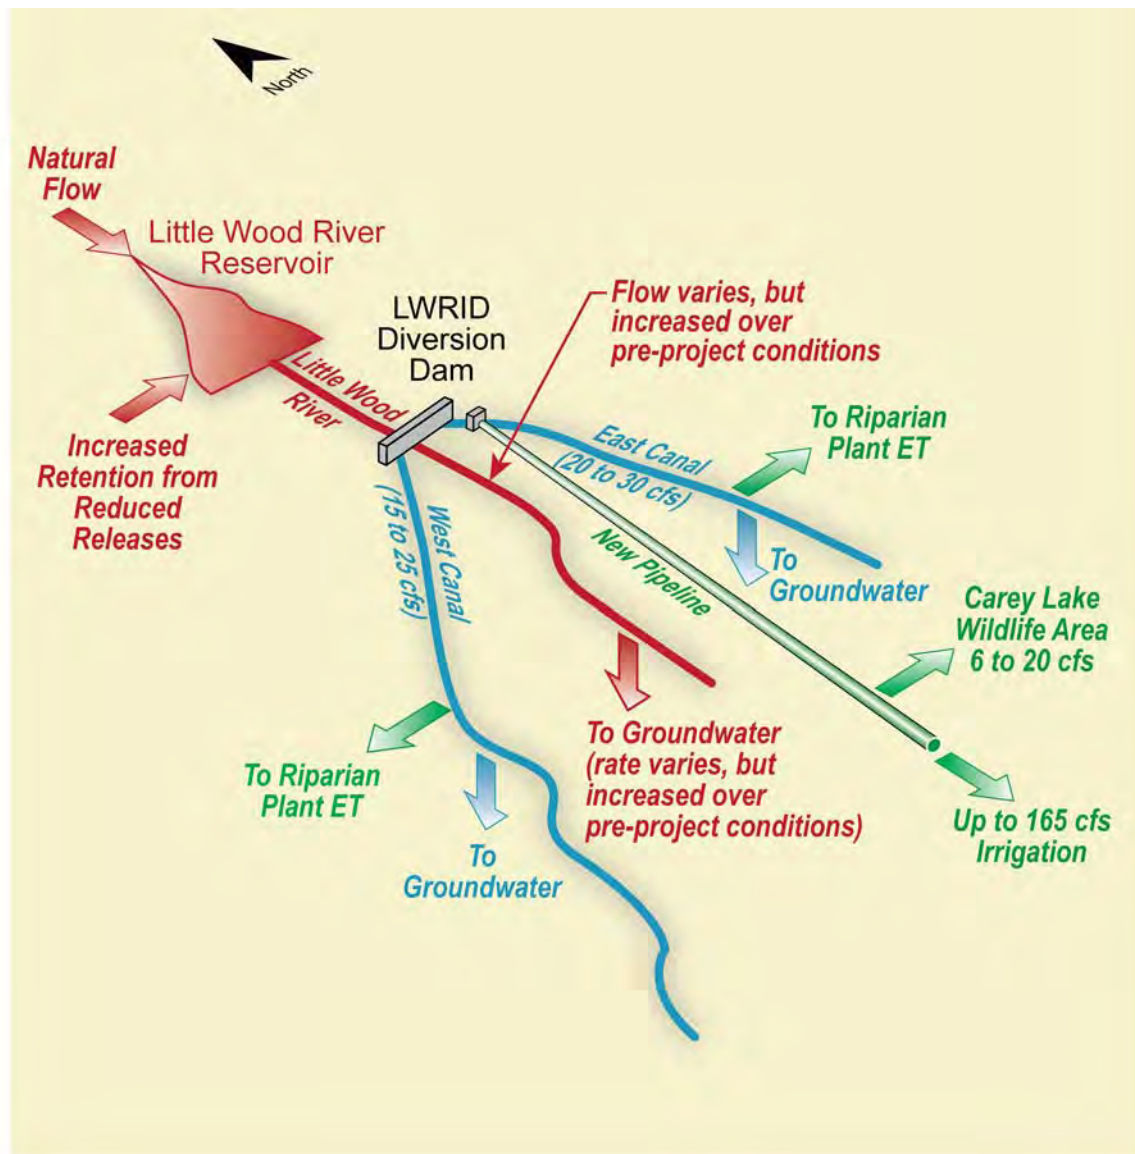 North
Natural
Flow
Little Wood River
Reservoir
LWRID
Diversion
Dam
Flow varies, but
increased over
pre-project conditions
Little Wood
River
Increased
Retention from
Reduced
Releases
East Canal
(20 to 30 cfs)
To Riparian
Plant ET
West Canal
(15 to 25 cfs)
New Pipeline
To
Groundwater
Carey Lake
Wildlife Area
6 to 20 cfs
To Groundwater
(rate varies, but
increased over
pre-project conditions)
To Riparian
Plant ET
Up to 165 cfs
Irrigation
To
Groundwater